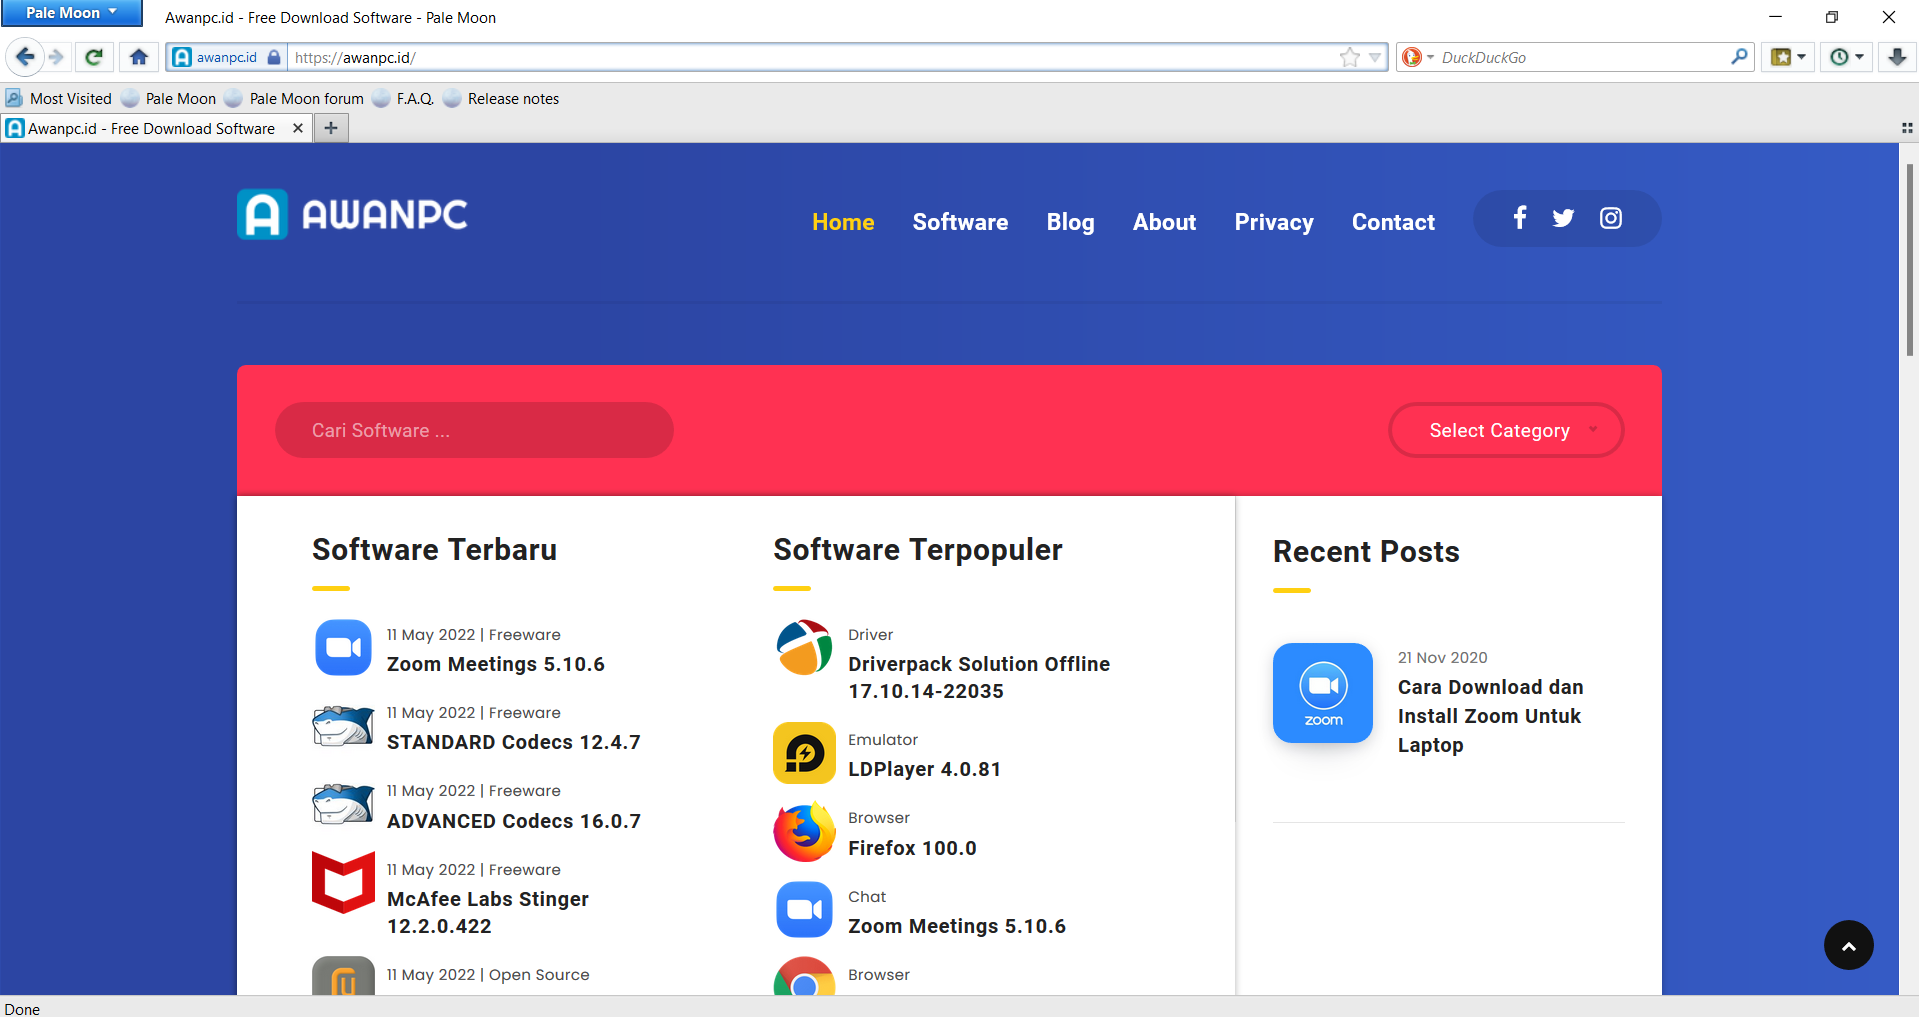 Pale Moon
Awanpc.id - Free Download Software - Pale Moon
awanpc.id
https://awanpc.id/
DuckDuckGo
Most Visited
Pale Moon
Pale Moon forum
F.A.Q.
Release notes
Awanpc.id - Free Download Software
AWANPC
Home
Software
Blog
About
Privacy
Contact
Cari Software ...
Select Category
Software Terbaru
11 May 2022 | Freeware
Zoom Meetings 5.10.6
11 May 2022 | Freeware
STANDARD Codecs 12.4.7
11 May 2022 | Freeware
ADVANCED Codecs 16.0.7
11 May 2022 | Freeware
McAfee Labs Stinger
12.2.0.422
11 May 2022 | Open Source
Software Terpopuler
Driver
Driverpack Solution Offline
17.10.14-22035
Emulator
LDPlayer 4.0.81
Browser
Firefox 100.0
Chat
Zoom Meetings 5.10.6
Browser
Recent Posts
zoom
21 Nov 2020
Cara Download dan
Install Zoom Untuk
Laptop
Done